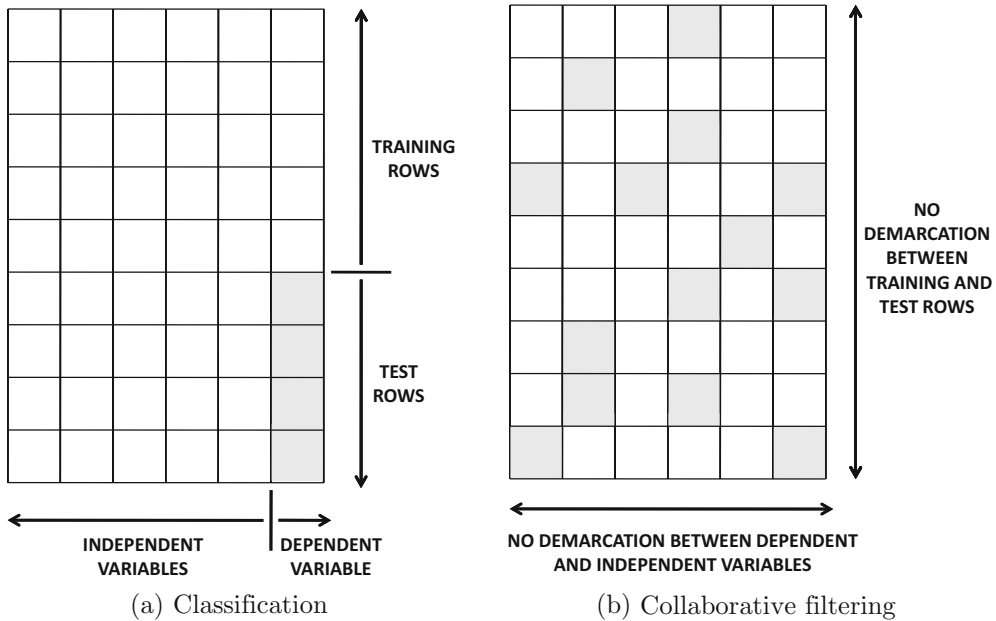 TRAINING
ROWS
TEST
ROWS
INDEPENDENT
VARIABLES
DEPENDENT
VARIABLE
(a) Classification
NO
DEMARCATION
BETWEEN
TRAINING AND
TEST ROWS
NO DEMARCATION BETWEEN DEPENDENT
AND INDEPENDENT VARIABLES
(b) Collaborative filtering